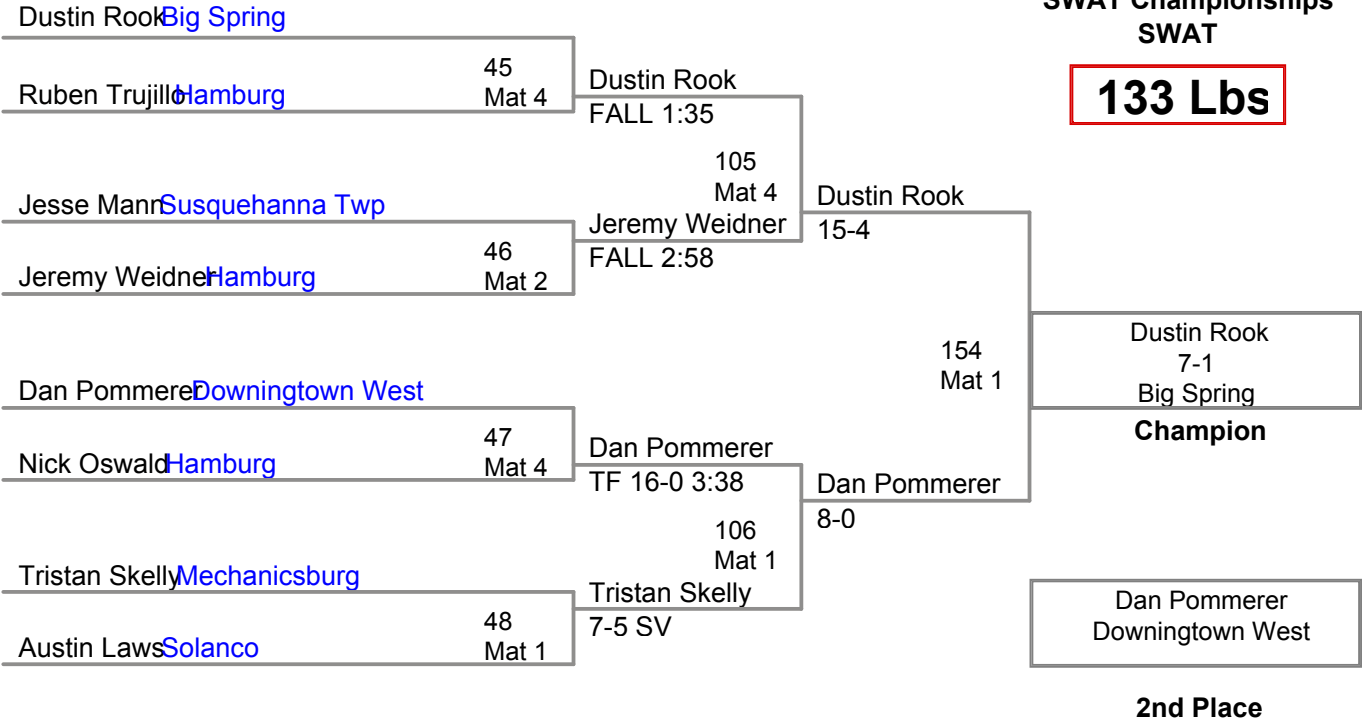 SWAT Championships
SWAT
133 Lbs
Dustin Rook Big Spring
45
Mat 4
Ruben Trujillo Hamburg
Dustin Rook
FALL 1:35
105
Mat 4
Jesse Mann Susquehanna Twp
46
Mat 2
Jeremy Weidner Hamburg
Jeremy Weidner
FALL 2:58
Dustin Rook
15-4
Dan Pommerer Downingtown West
47
Mat 4
Nick Oswald Hamburg
Dan Pommerer
TF 16-0 3:38
106
Mat 1
Tristan Skelly Mechanicsburg
48
Mat 1
Austin Laws Solanco
Tristan Skelly
7-5 SV
Dan Pommerer
8-0
154
Mat 1
Dustin Rook
7-1
Big Spring
Champion
Dan Pommerer
Downingtown West
2nd Place